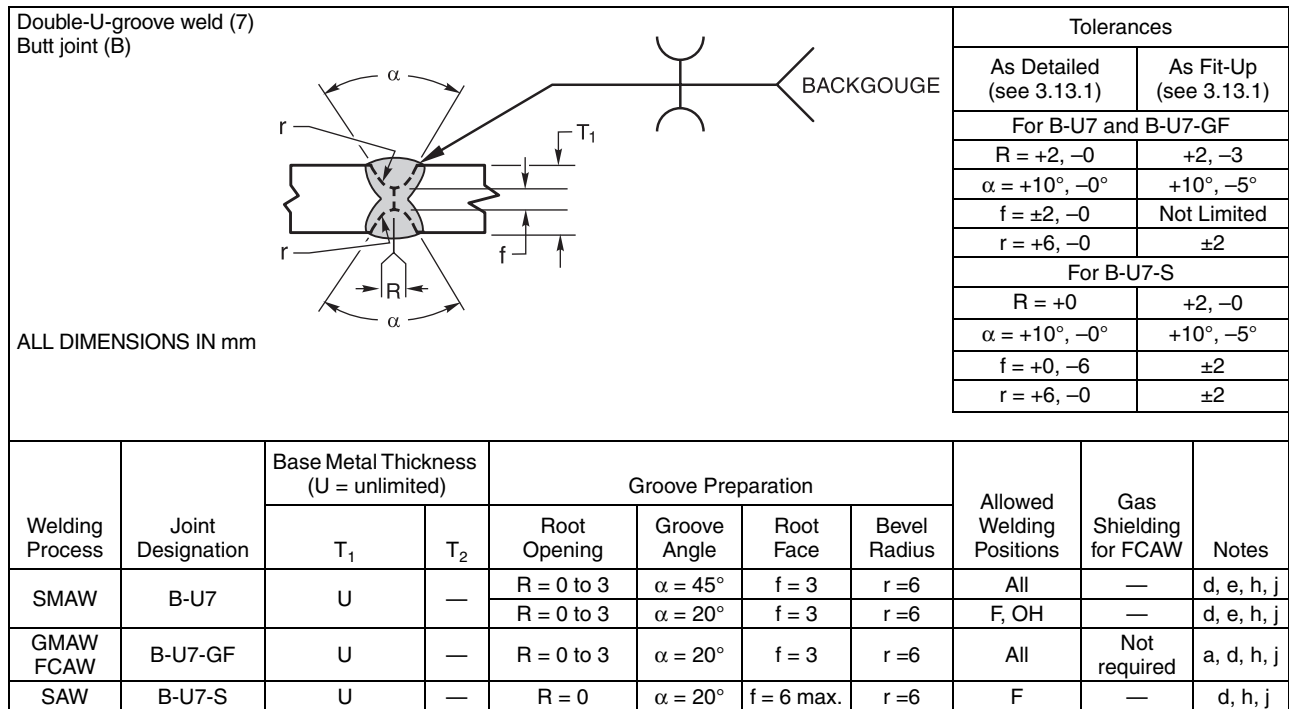 Double-U-groove weld (7)
Butt joint (B)
α
r
T1
BACKGOUGE
r
f
R
α
ALL DIMENSIONS IN mm
Tolerances
As Detailed (see 3.13.1) As Fit-Up (see 3.13.1)
For B-U7 and B-U7-GF
R = +2, –0 +2, –3
α = +10°, –0° +10°, –5°
f = ±2, –0 Not Limited
r = +6, –0 ±2
For B-U7-S
R = +0 +2, –0
α = +10°, –0° +10°, –5°
f = +0, –6 ±2
r = +6, –0 ±2
Welding Process Joint Designation Base Metal Thickness (U = unlimited) Groove Preparation Allowed Welding Positions Gas Shielding for FCAW Notes
T1 T2 Root Opening Groove Angle Root Face Bevel Radius
SMAW B-U7 U — R = 0 to 3 α = 45° f = 3 r =6 All — d, e, h, j
R = 0 to 3 α = 20° f = 3 r =6 F, OH — d, e, h, j
GMAW FCAW B-U7-GF U — R = 0 to 3 α = 20° f = 3 r =6 All Not required a, d, h, j
SAW B-U7-S U — R = 0 α = 20° f = 6 max. r =6 F — d, h, j